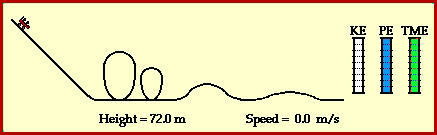 KE PE TME
Height = 72.0 m Speed = 0.0 m/s